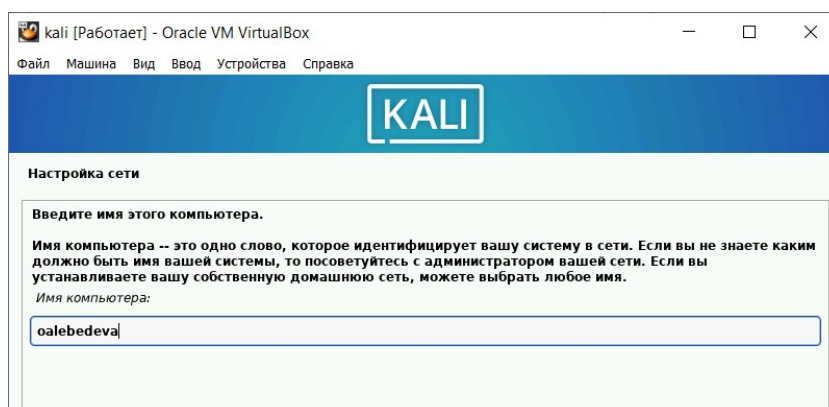 kali [Работает] - Oracle VM VirtualBox
Файл Машина Вид Ввод Устройства Справка
KALI
Настройка сети
Введите имя этого компьютера.
Имя компьютера -- это одно слово, которое идентифицирует вашу систему в сети. Если вы не знаете каким
должно быть имя вашей системы, то посоветуйтесь с администратором вашей сети. Если вы
устанавливаете вашу собственную домашнюю сеть, можете выбрать любое имя.
Имя компьютера:
oalebedeva